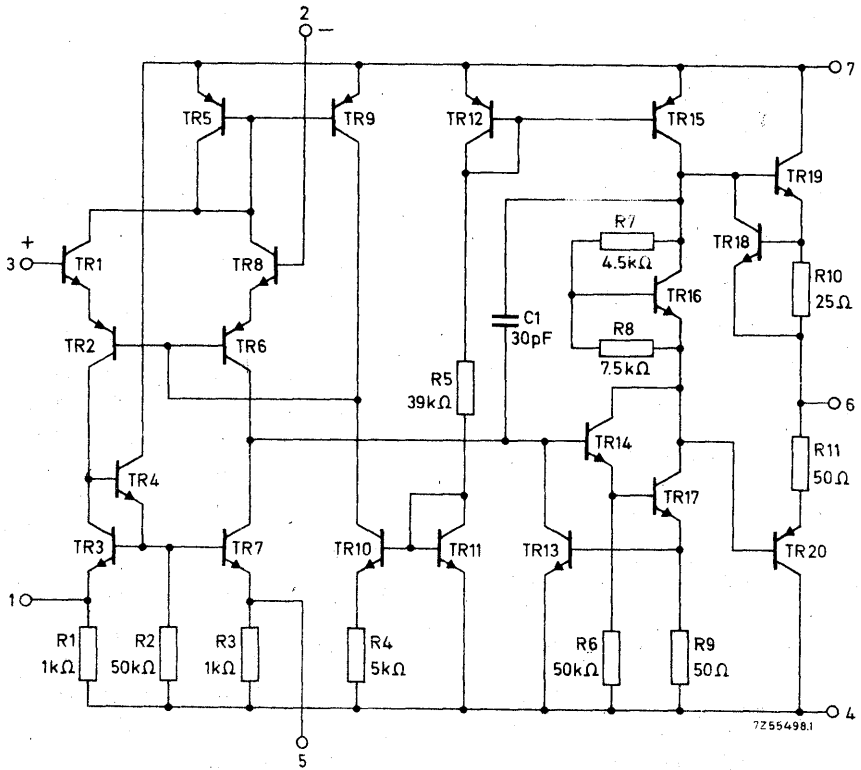 2
−
7
TR5
TR9
TR12
TR15
TR19
+
3
TR1
TR8
TR18
R7
4.5kΩ
R10
25Ω
TR16
C1
30pF
TR2
TR6
R8
7.5kΩ
R5
39kΩ
6
TR14
R11
50Ω
TR4
TR17
TR3
TR7
TR10
TR11
TR13
TR20
1
R1
1kΩ
R2
50kΩ
R3
1kΩ
R4
5kΩ
R6
50kΩ
R9
50Ω
4
7Z55498.1
5